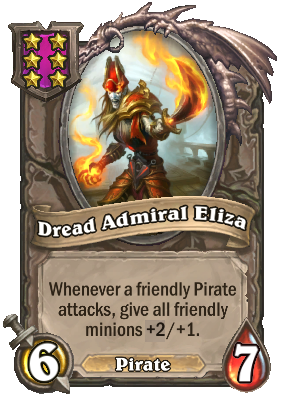 Dread Admiral Eliza
Whenever a friendly Pirate
attacks, give all friendly
minions +2/+1.
6
Pirate
7